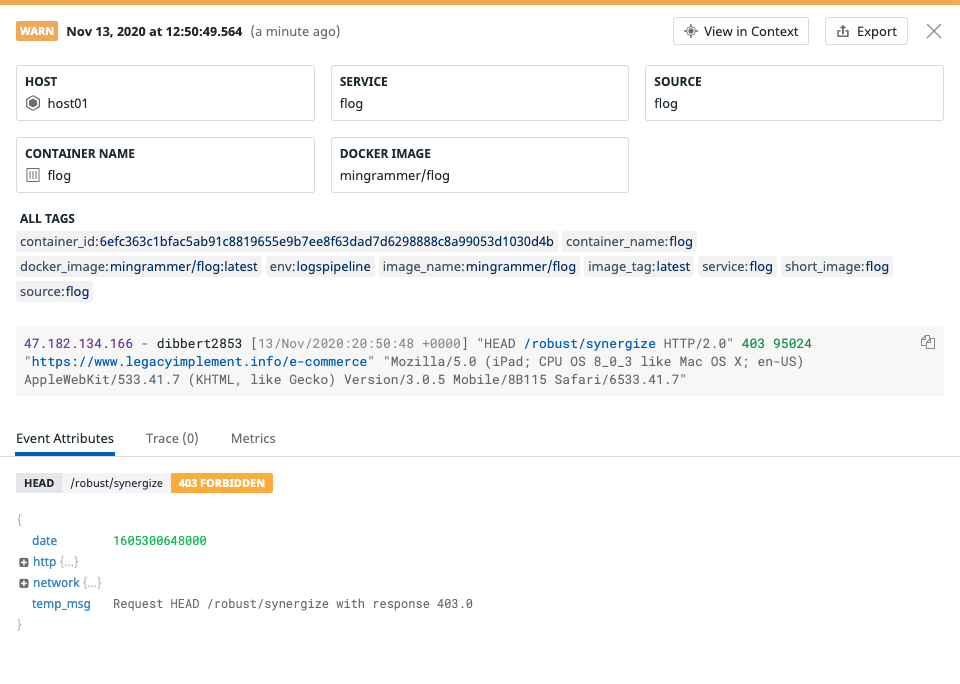 WARN Nov 13, 2020 at 12:50:49.564 (a minute ago) View in Context Export
HOST
host01
SERVICE
flog
SOURCE
flog
CONTAINER NAME
flog
DOCKER IMAGE
mingrammer/flog
ALL TAGS
container_id:6efc363c1bfac5ab91c8819655e9b7ee8f63dad7d6298888c8a99053d1030d4b container_name:flog
docker_image:mingrammer/flog:latest env:logspipeline image_name:mingrammer/flog image_tag:latest service:flog short_image:flog
source:flog
47.182.134.166 - dibbert2853 [13/Nov/2020:20:50:48 +0000] "HEAD /robust/synergize HTTP/2.0" 403 95024
"https://www.legacyimplement.info/e-commerce" "Mozilla/5.0 (iPad; CPU OS 8_0_3 like Mac OS X; en-US)
AppleWebKit/533.41.7 (KHTML, like Gecko) Version/3.0.5 Mobile/8B115 Safari/6533.41.7"
Event Attributes Trace (0) Metrics
HEAD /robust/synergize 403 FORBIDDEN
{
date 1605300648000
http {...}
network {...}
temp_msg Request HEAD /robust/synergize with response 403.0
}